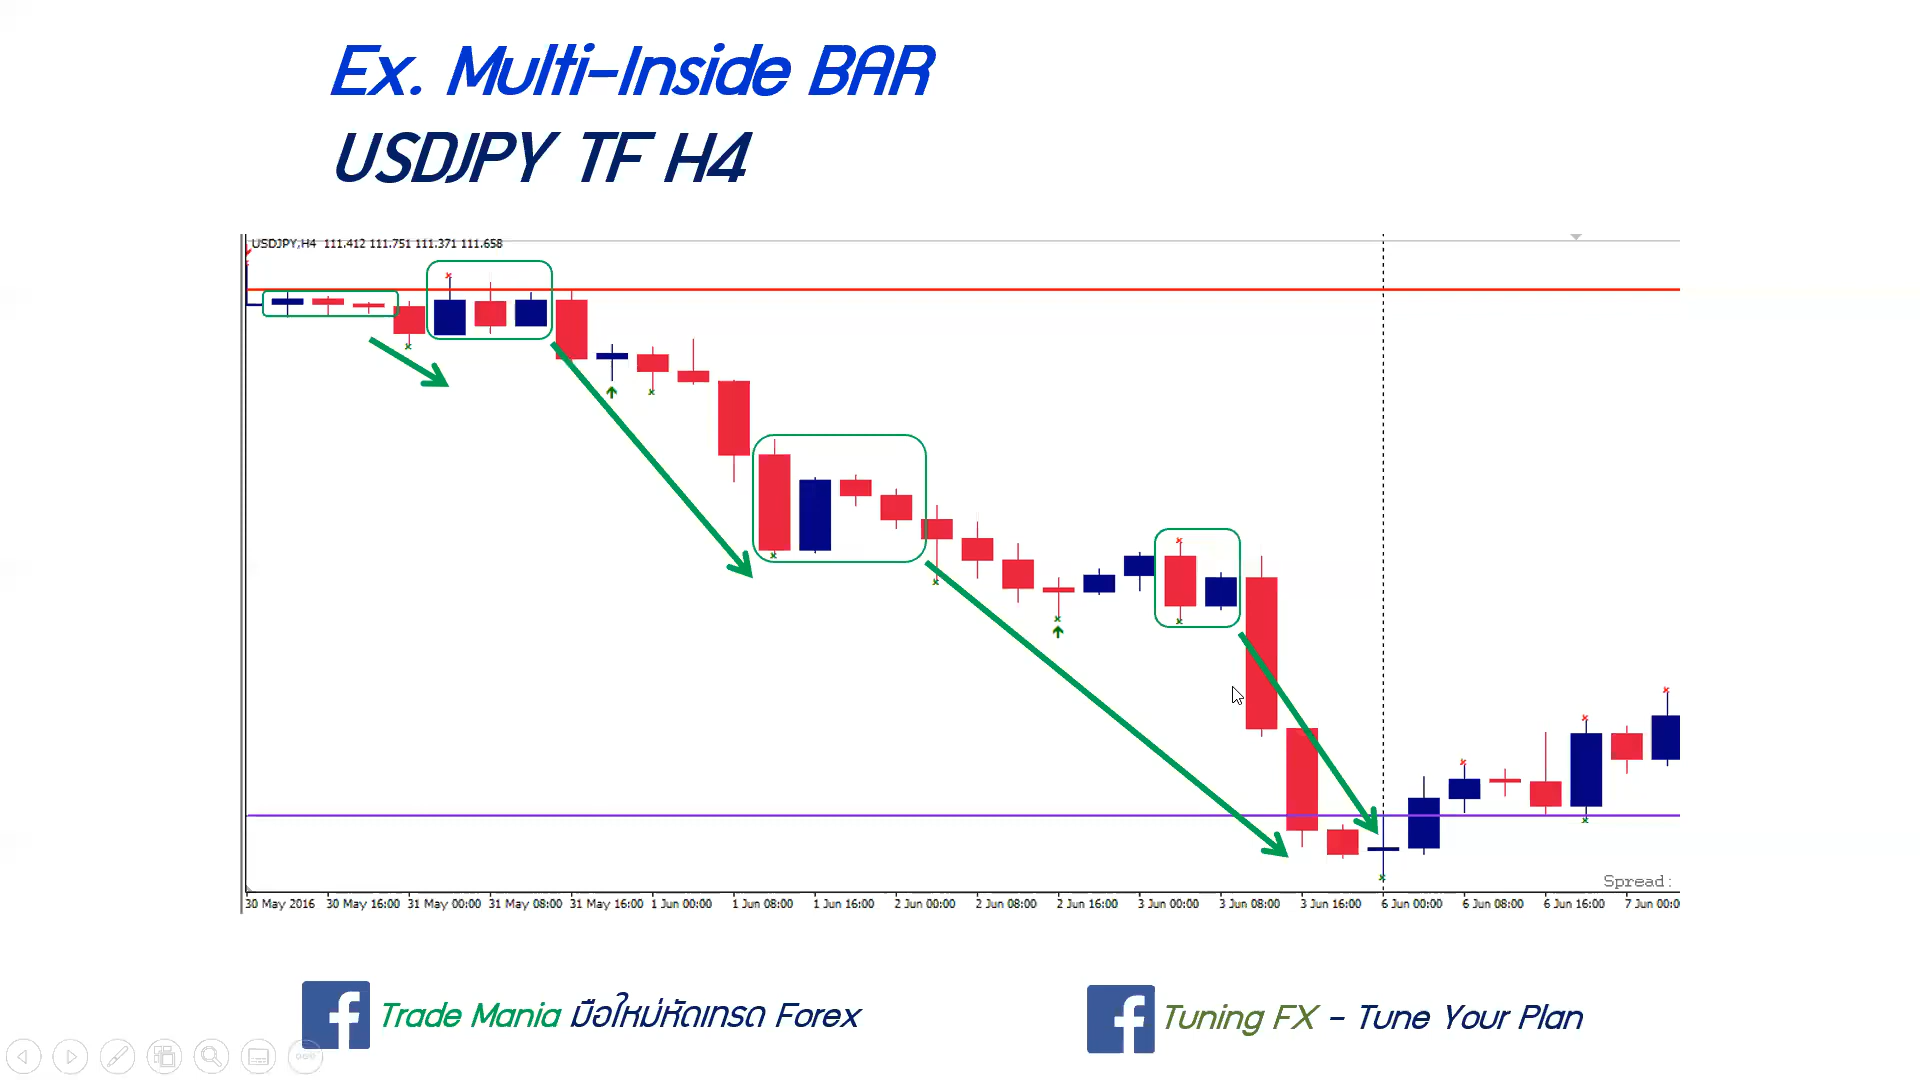 Ex. Multi-Inside BAR
USDJPY TF H4
USDJPY,H4 111.412 111.751 111.371 111.658
Spread:
30 May 2016 30 May 16:00 31 May 00:00 31 May 08:00 31 May 16:00 1 Jun 00:00 1 Jun 08:00 1 Jun 16:00 2 Jun 00:00 2 Jun 08:00 2 Jun 16:00 3 Jun 00:00 3 Jun 08:00 3 Jun 16:00 6 Jun 00:00 6 Jun 08:00 6 Jun 16:00 7 Jun 00:0
Trade Mania มือใหม่หัดเทรด Forex
Tuning FX - Tune Your Plan